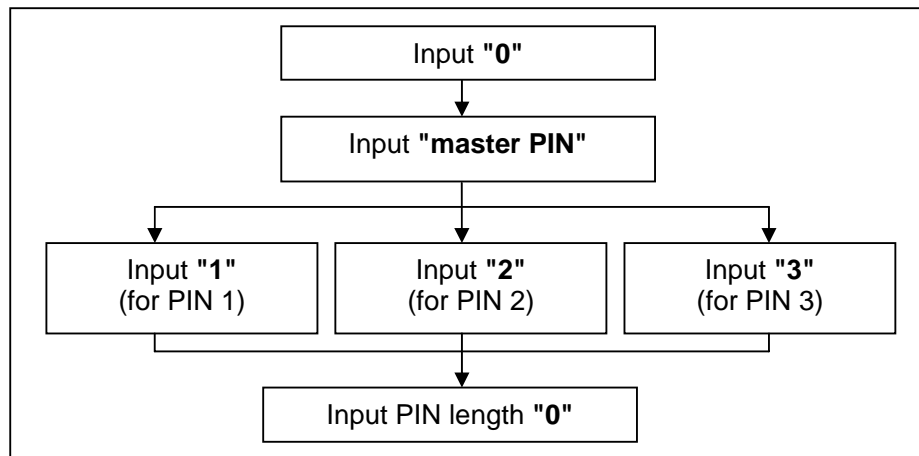 Input "0"
Input "master PIN"
Input "1"
(for PIN 1)
Input "2"
(for PIN 2)
Input "3"
(for PIN 3)
Input PIN length "0"